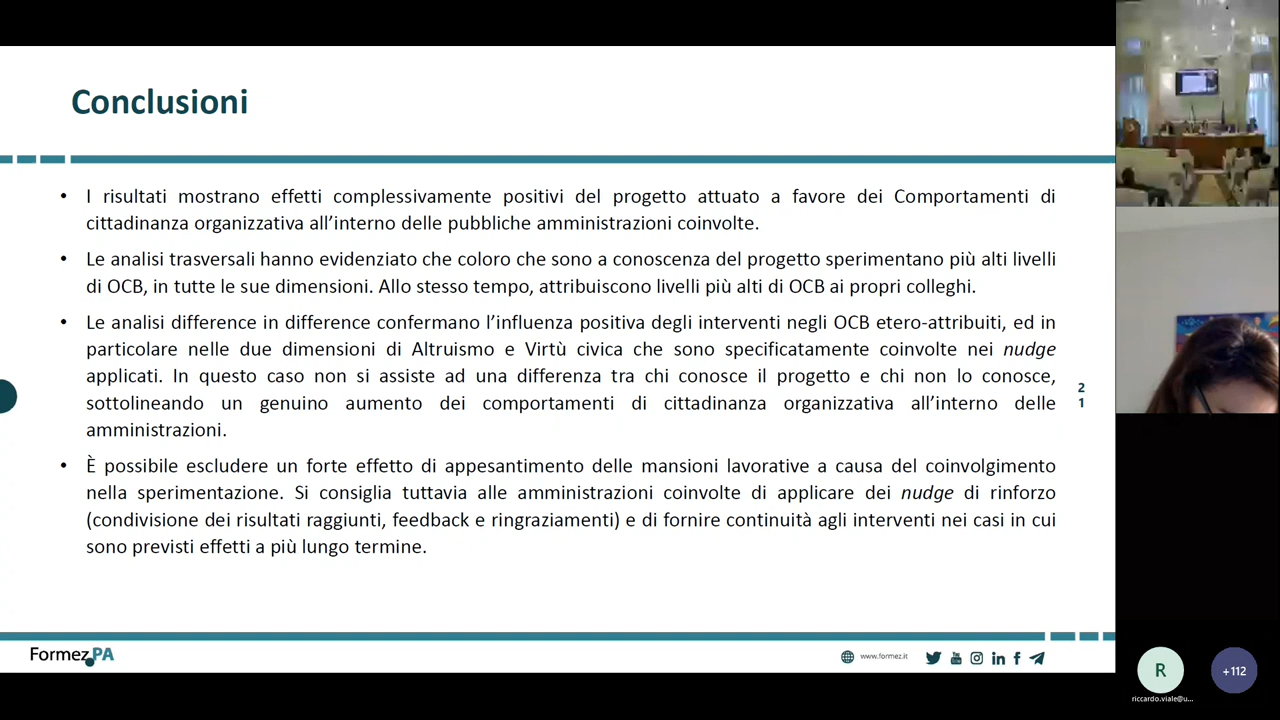 Conclusioni
• I risultati mostrano effetti complessivamente positivi del progetto attuato a favore dei Comportamenti di
cittadinanza organizzativa all’interno delle pubbliche amministrazioni coinvolte.
• Le analisi trasversali hanno evidenziato che coloro che sono a conoscenza del progetto sperimentano più alti livelli
di OCB, in tutte le sue dimensioni. Allo stesso tempo, attribuiscono livelli più alti di OCB ai propri colleghi.
• Le analisi difference in difference confermano l’influenza positiva degli interventi negli OCB etero-attribuiti, ed in
particolare nelle due dimensioni di Altruismo e Virtù civica che sono specificatamente coinvolte nei nudge
applicati. In questo caso non si assiste ad una differenza tra chi conosce il progetto e chi non lo conosce,
sottolineando un genuino aumento dei comportamenti di cittadinanza organizzativa all’interno delle
amministrazioni.
• È possibile escludere un forte effetto di appesantimento delle mansioni lavorative a causa del coinvolgimento
nella sperimentazione. Si consiglia tuttavia alle amministrazioni coinvolte di applicare dei nudge di rinforzo
(condivisione dei risultati raggiunti, feedback e ringraziamenti) e di fornire continuità agli interventi nei casi in cui
sono previsti effetti a più lungo termine.
2
1
Formez PA
www.formez.it
R
+112
riccardo.viale@u...